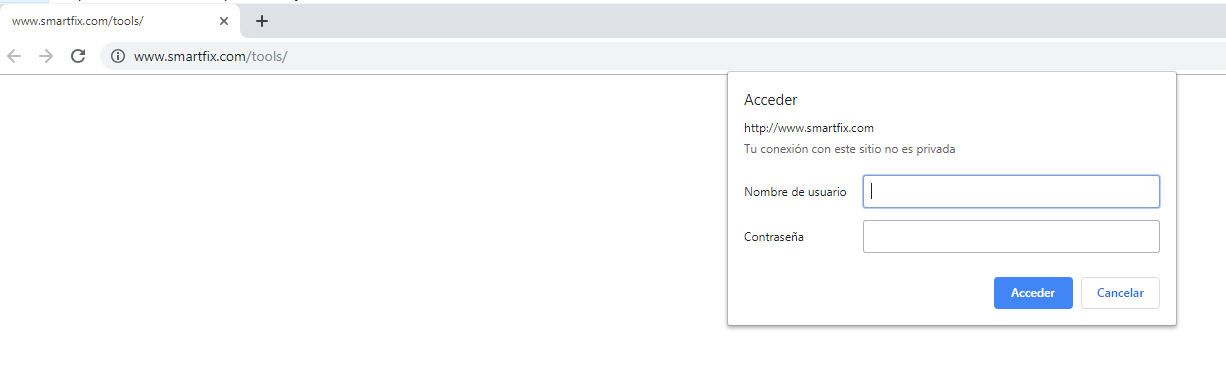 www.smartfix.com/tools/
www.smartfix.com/tools/
Acceder
http://www.smartfix.com
Tu conexión con este sitio no es privada
Nombre de usuario
Contraseña
Acceder Cancelar